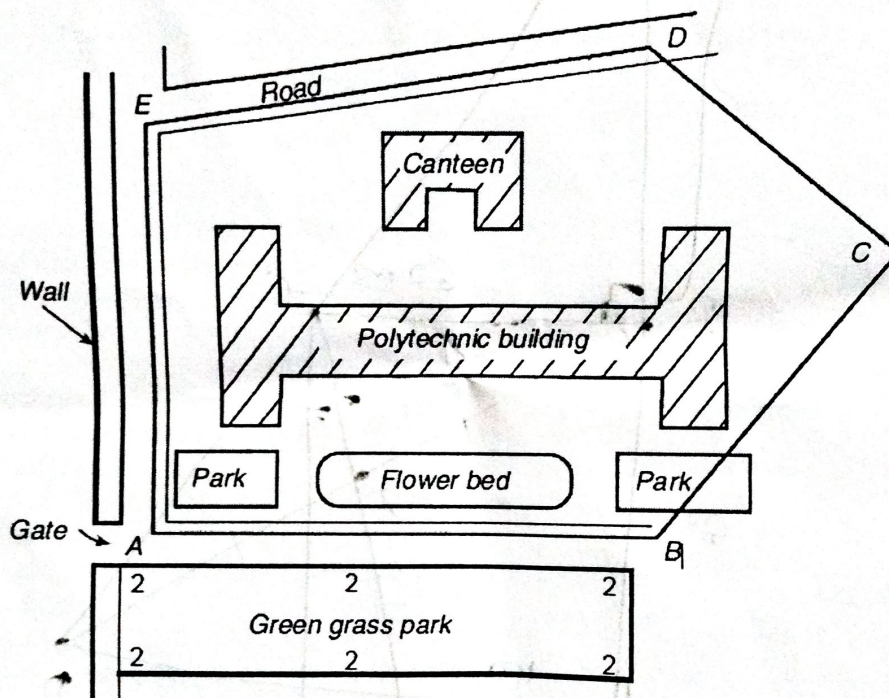 D
E
Road
Canteen
C
Wall
Polytechnic building
Park
Flower bed
Park
Gate
A
B
2 2 2
Green grass park
2 2 2